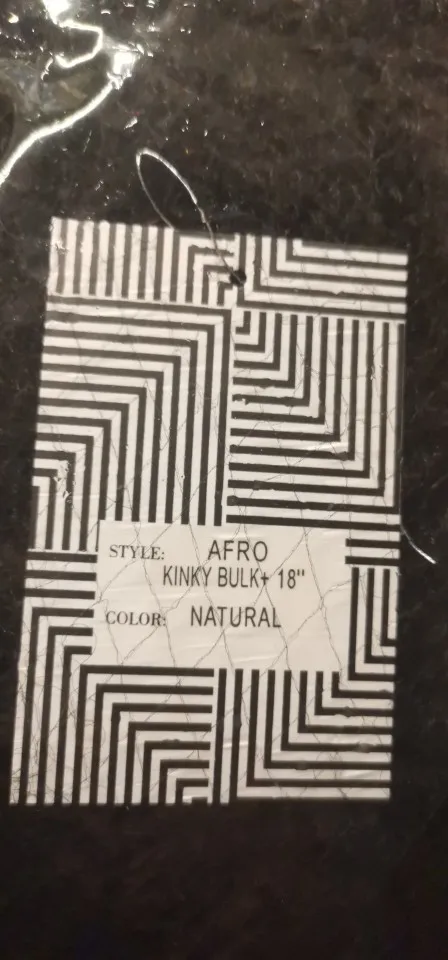 STYLE: AFRO
KINKY BULK+ 18"
COLOR: NATURAL